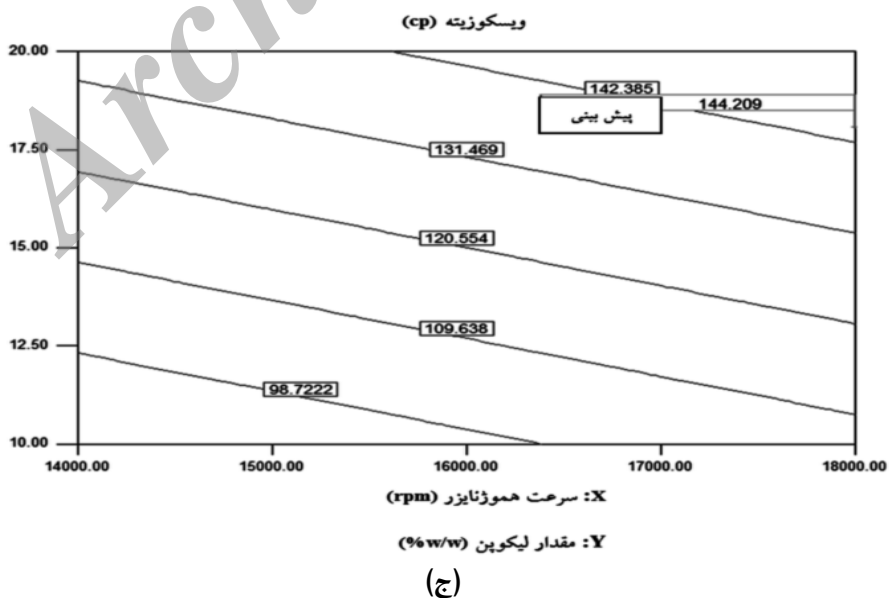 ویسکوزیته (cp)
20.00
142.385
144.209
پیش بینی
17.50
131.469
15.00
120.554
12.50
109.638
98.7222
10.00
14000.00 15000.00 16000.00 17000.00 18000.00
X: سرعت هموژنایزر (rpm)
Y: مقدار لیکوپن (%w/w)
(ج)
Arch